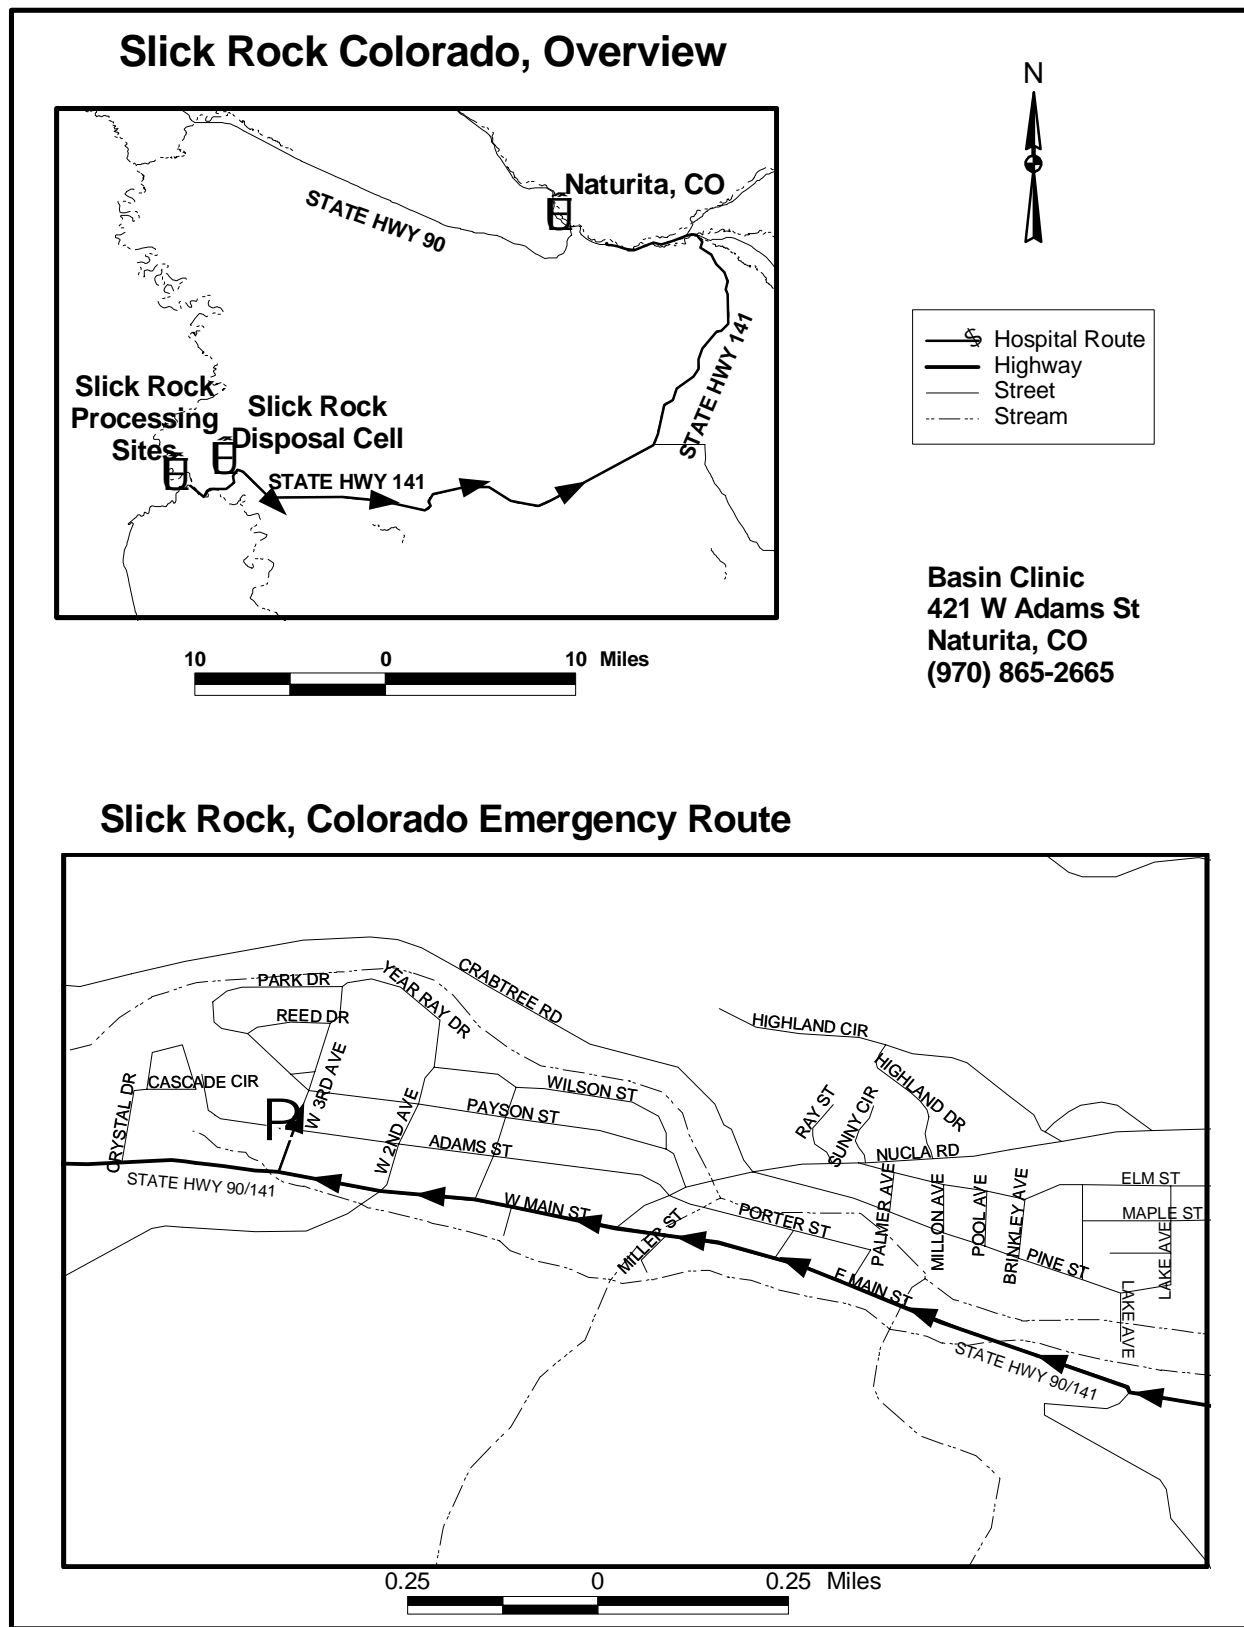 Slick Rock Colorado, Overview
N
Naturita, CO
STATE HWY 90
STATE HWY 141
Slick Rock
Processing
Sites
Slick Rock
Disposal Cell
STATE HWY 141
Hospital Route
Highway
Street
Stream
Basin Clinic
421 W Adams St
Naturita, CO
(970) 865-2665
10 0 10 Miles
Slick Rock, Colorado Emergency Route
CRABTREE RD
YEAR RAY DR
PARK DR
REED DR
HIGHLAND CIR
HIGHLAND DR
CASCADE CIR
CRYSTAL DR
P
W 3RD AVE
W 2ND AVE
WILSON ST
PAYSON ST
ADAMS ST
RAY ST
SUNNY CIR
NUCLA RD
STATE HWY 90/141
W MAIN ST
MILLER ST
PORTER ST
PALMER AVE
MILLON AVE
POOL AVE
BRINKLEY AVE
ELM ST
MAPLE ST
PINE ST
LAKE AVE
LAKE AVE
E MAIN ST
STATE HWY 90/141
0.25 0 0.25 Miles